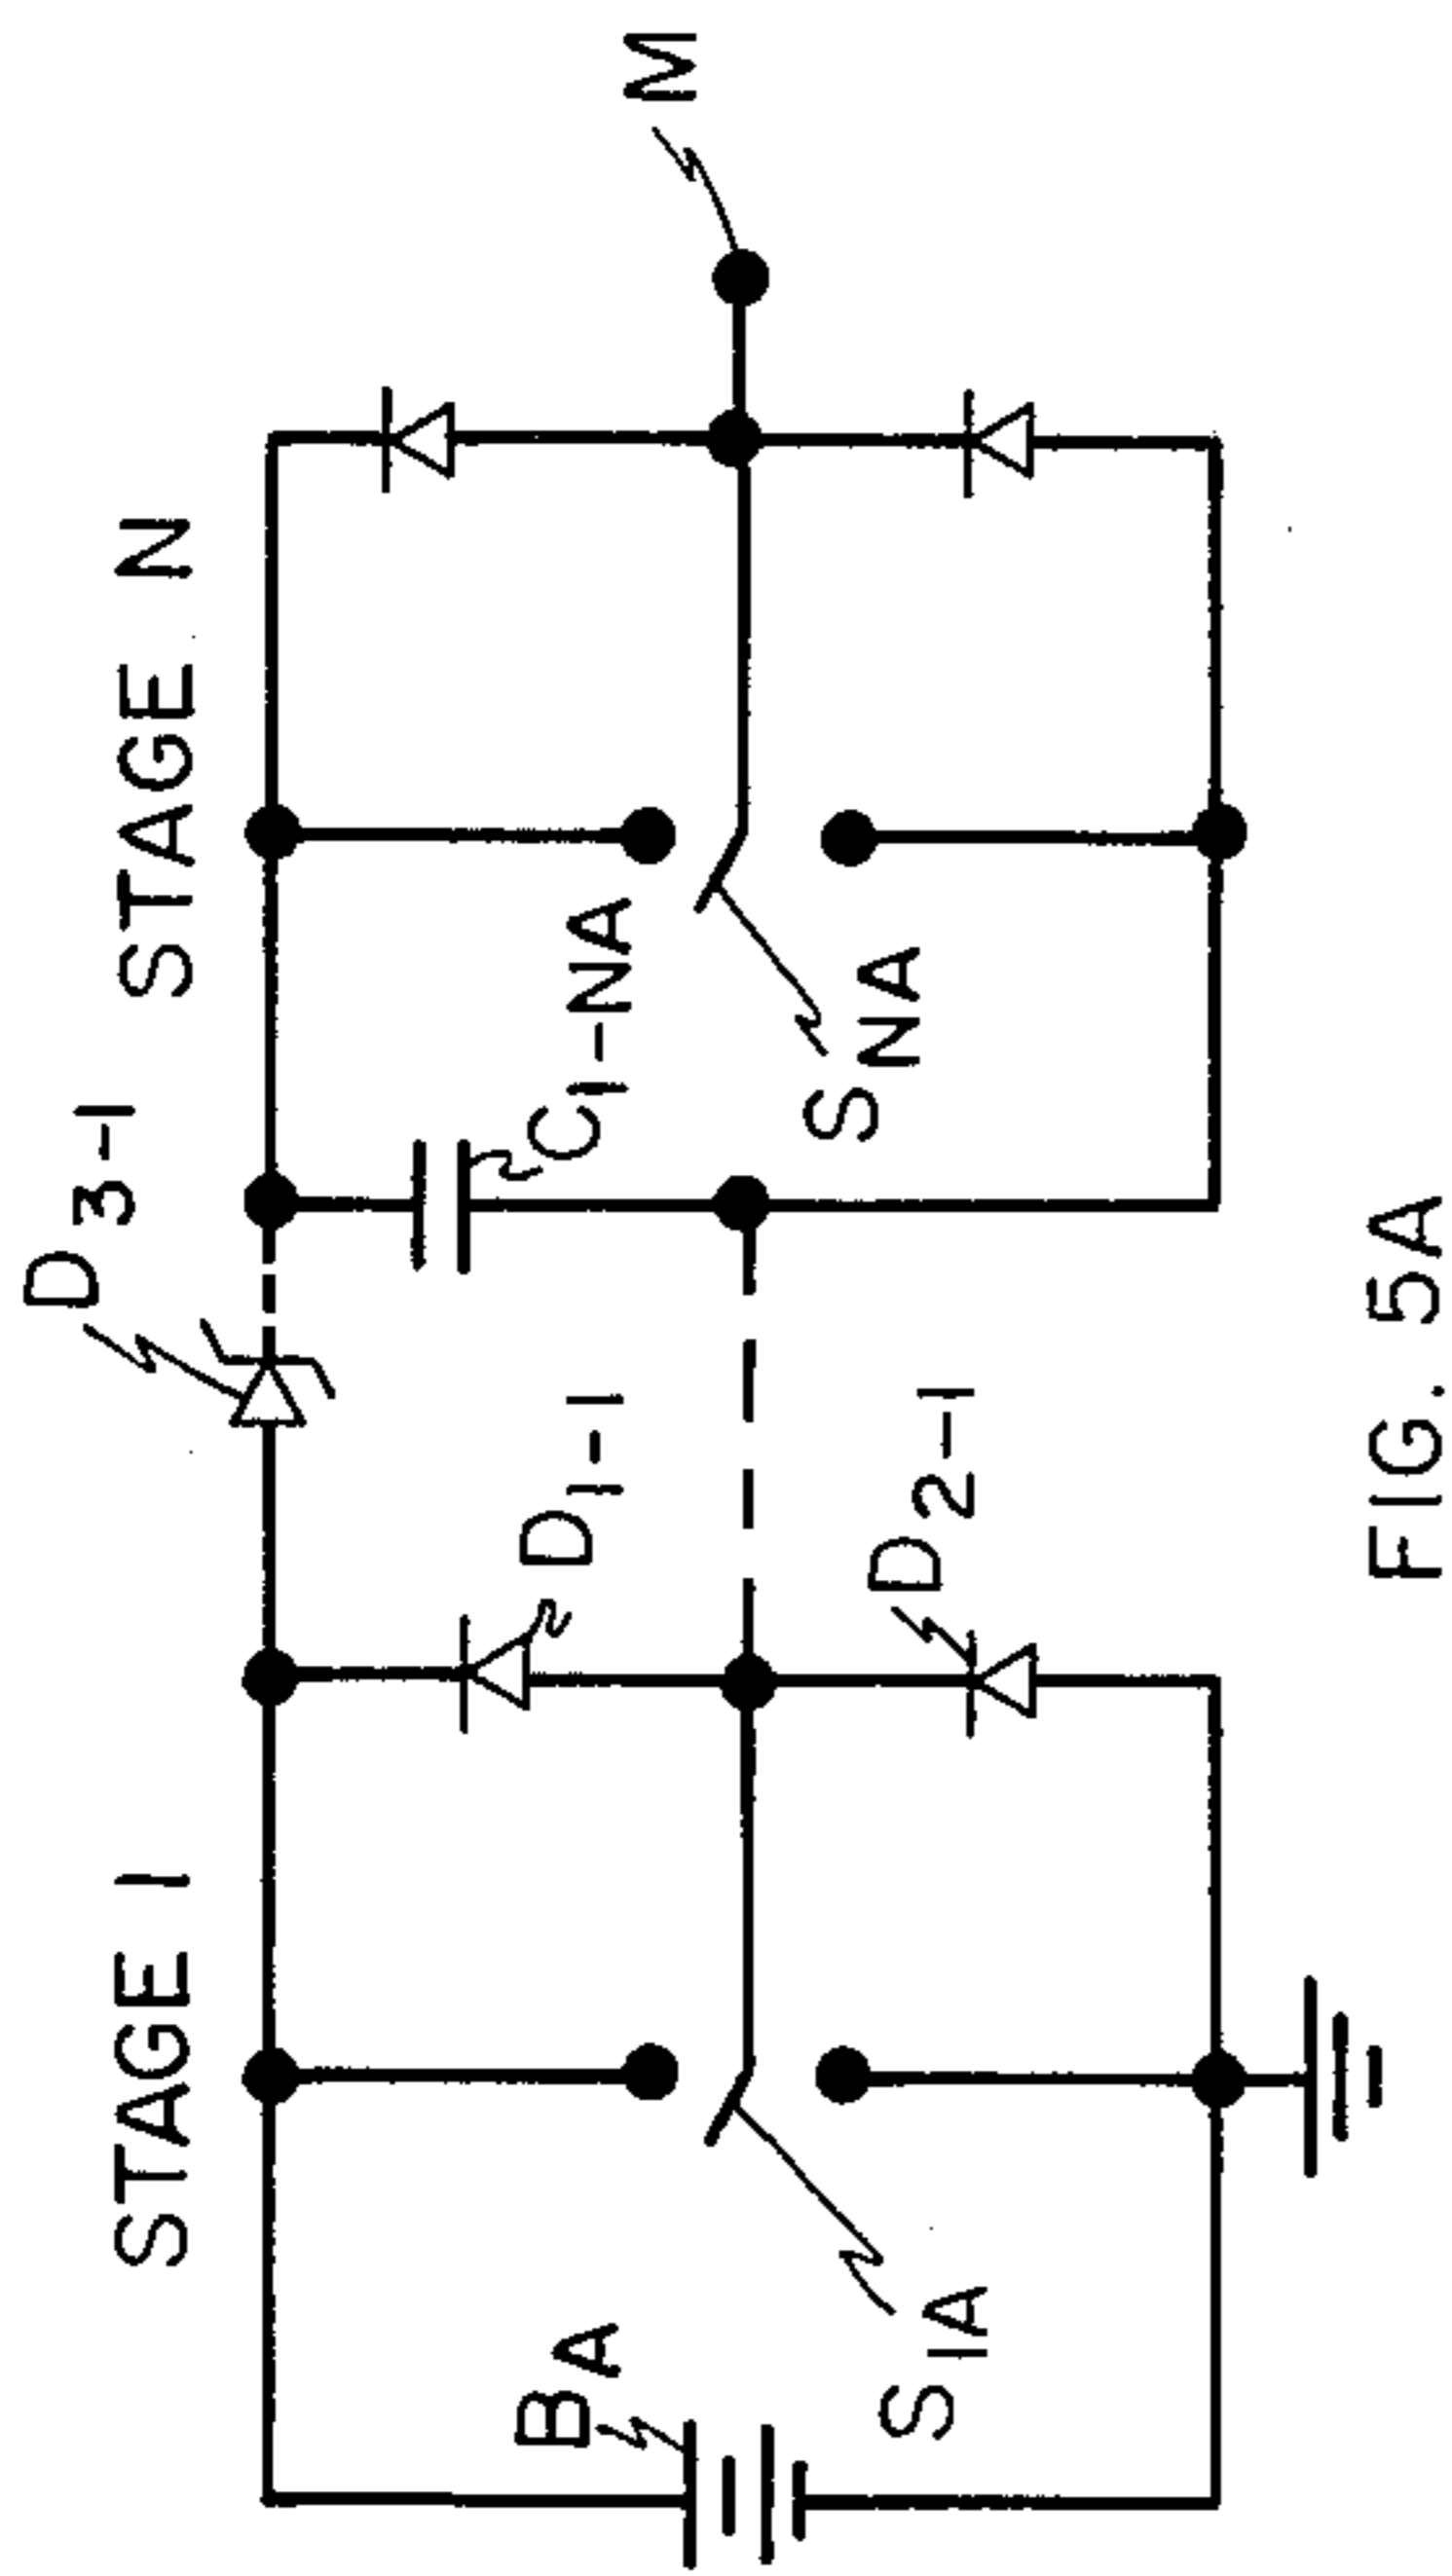 STAGE 1
STAGE N
D3-1
BA
D1-1
C1-NA
M
S1A
D2-1
SNA
FIG. 5A